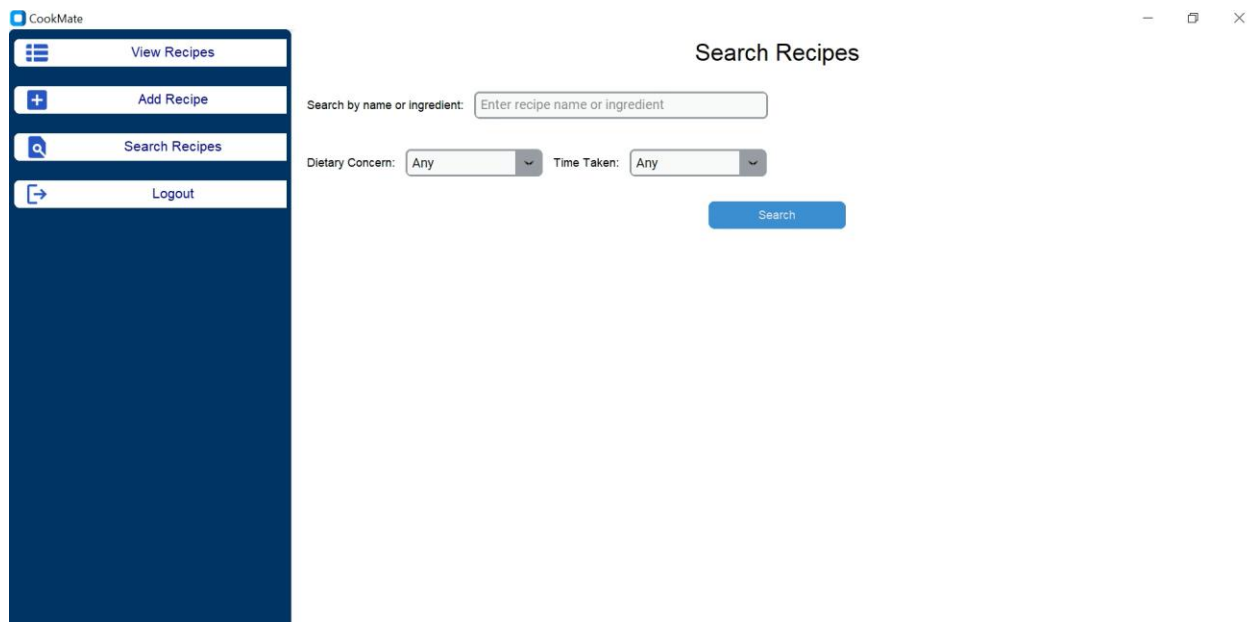 CookMate
View Recipes
Add Recipe
Search Recipes
Logout
Search Recipes
Search by name or ingredient: Enter recipe name or ingredient
Dietary Concern: Any Time Taken: Any
Search